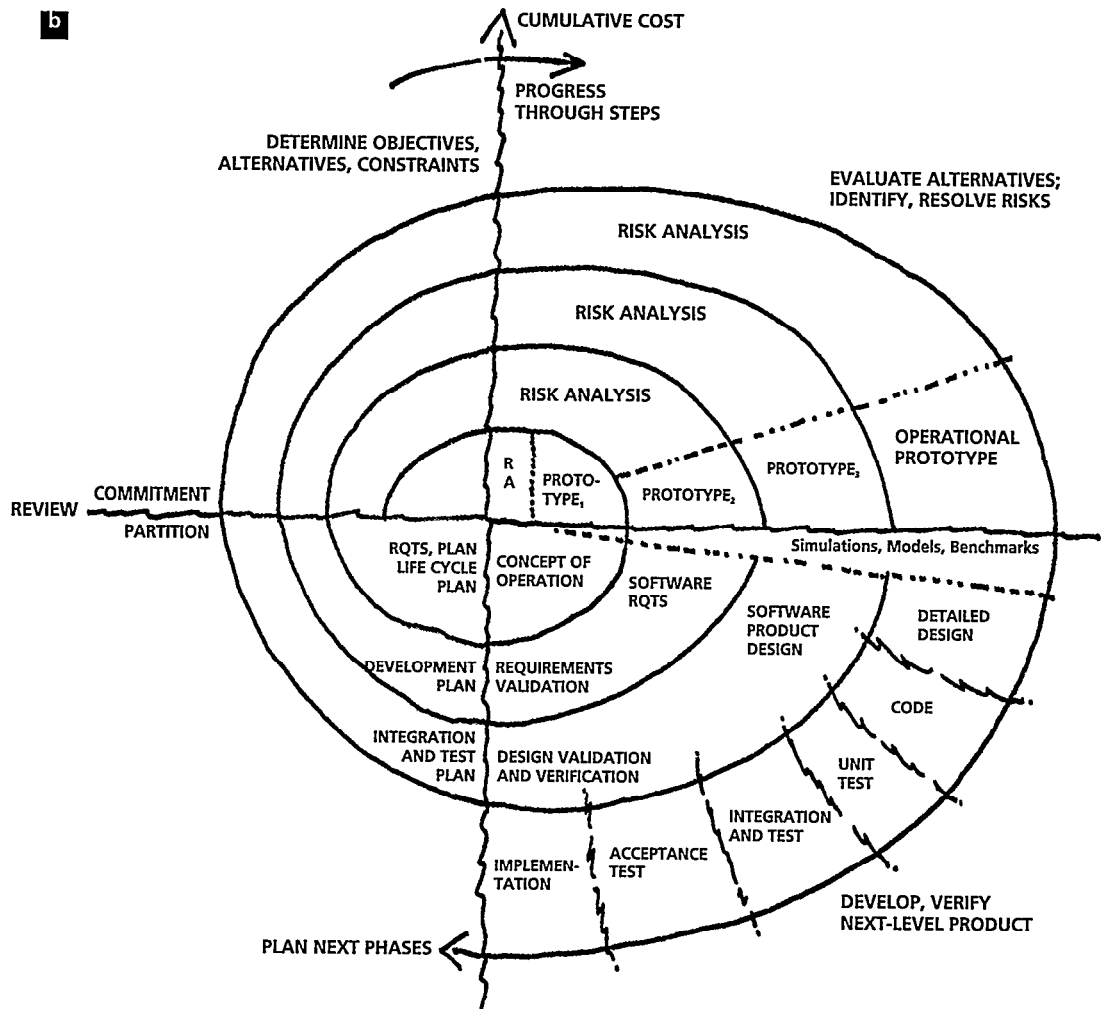 b
CUMULATIVE COST
PROGRESS
THROUGH STEPS
DETERMINE OBJECTIVES,
ALTERNATIVES, CONSTRAINTS
EVALUATE ALTERNATIVES;
IDENTIFY, RESOLVE RISKS
RISK ANALYSIS
RISK ANALYSIS
RISK ANALYSIS
R
A
PROTO-
TYPE₁
PROTOTYPE₂
PROTOTYPE₃
OPERATIONAL
PROTOTYPE
REVIEW
COMMITMENT
PARTITION
Simulations, Models, Benchmarks
RQTS, PLAN
LIFE CYCLE
PLAN
CONCEPT OF
OPERATION
SOFTWARE
RQTS
SOFTWARE
PRODUCT
DESIGN
DETAILED
DESIGN
DEVELOPMENT
PLAN
REQUIREMENTS
VALIDATION
CODE
INTEGRATION
AND TEST
PLAN
DESIGN VALIDATION
AND VERIFICATION
UNIT
TEST
INTEGRATION
AND TEST
ACCEPTANCE
TEST
IMPLEMEN-
TATION
DEVELOP, VERIFY
NEXT-LEVEL PRODUCT
PLAN NEXT PHASES